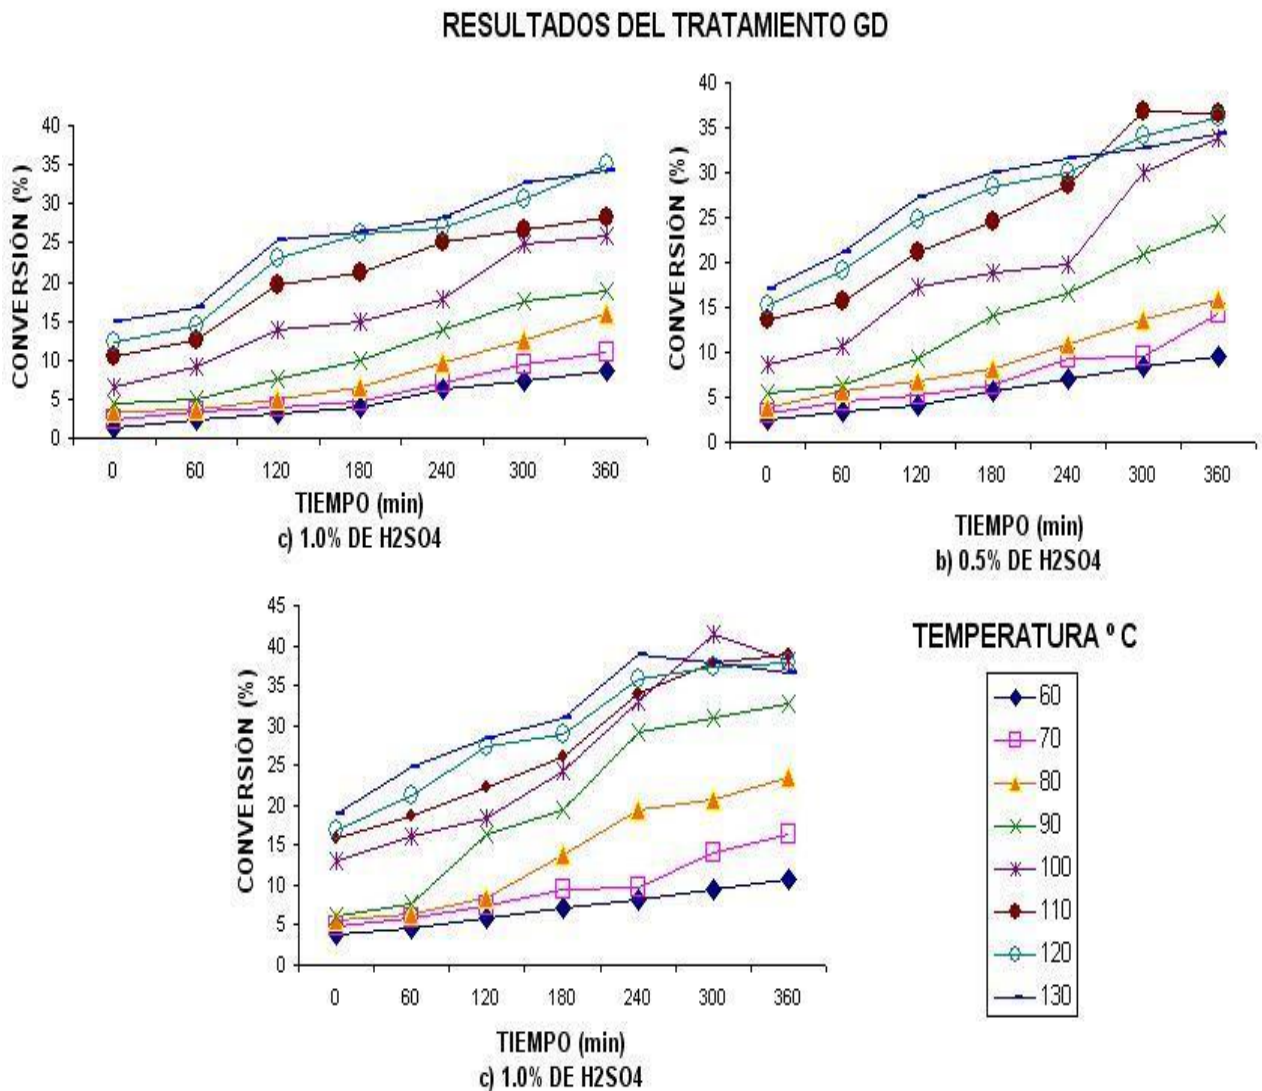 RESULTADOS DEL TRATAMIENTO GD
CONVERSIÓN (%)
40
35
30
25
20
15
10
5
0
0 60 120 180 240 300 360
TIEMPO (min)
c) 1.0% DE H2SO4
CONVERSIÓN (%)
40
35
30
25
20
15
10
5
0
0 60 120 180 240 300 360
TIEMPO (min)
b) 0.5% DE H2SO4
CONVERSIÓN (%)
45
40
35
30
25
20
15
10
5
0
0 60 120 180 240 300 360
TIEMPO (min)
c) 1.0% DE H2SO4
TEMPERATURA º C
60
70
80
90
100
110
120
130